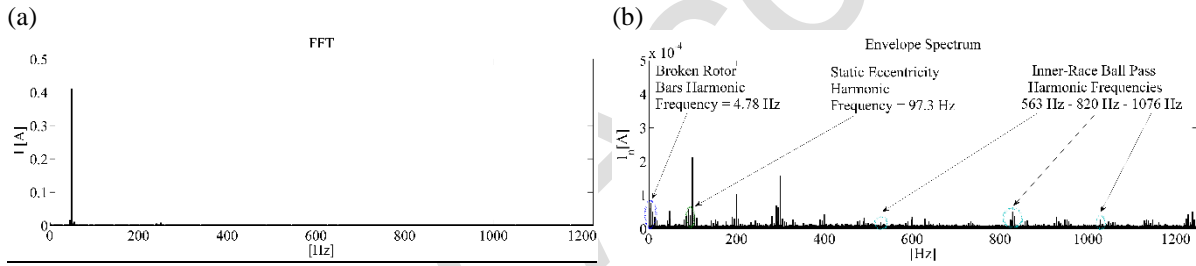 (a)
FFT
0.5
0.4
0.3
0.2
0.1
0
I [A]
0 200 400 600 800 1000 1200
[Hz]
(b)
x 10^4
Envelope Spectrum
5
4
3
2
1
0
I_n[A]
Broken Rotor
Bars Harmonic
Frequency = 4.78 Hz
Static Eccentricity
Harmonic
Frequency = 97.3 Hz
Inner-Race Ball Pass
Harmonic Frequencies
563 Hz - 820 Hz - 1076 Hz
0 200 400 600 800 1000 1200
[Hz]